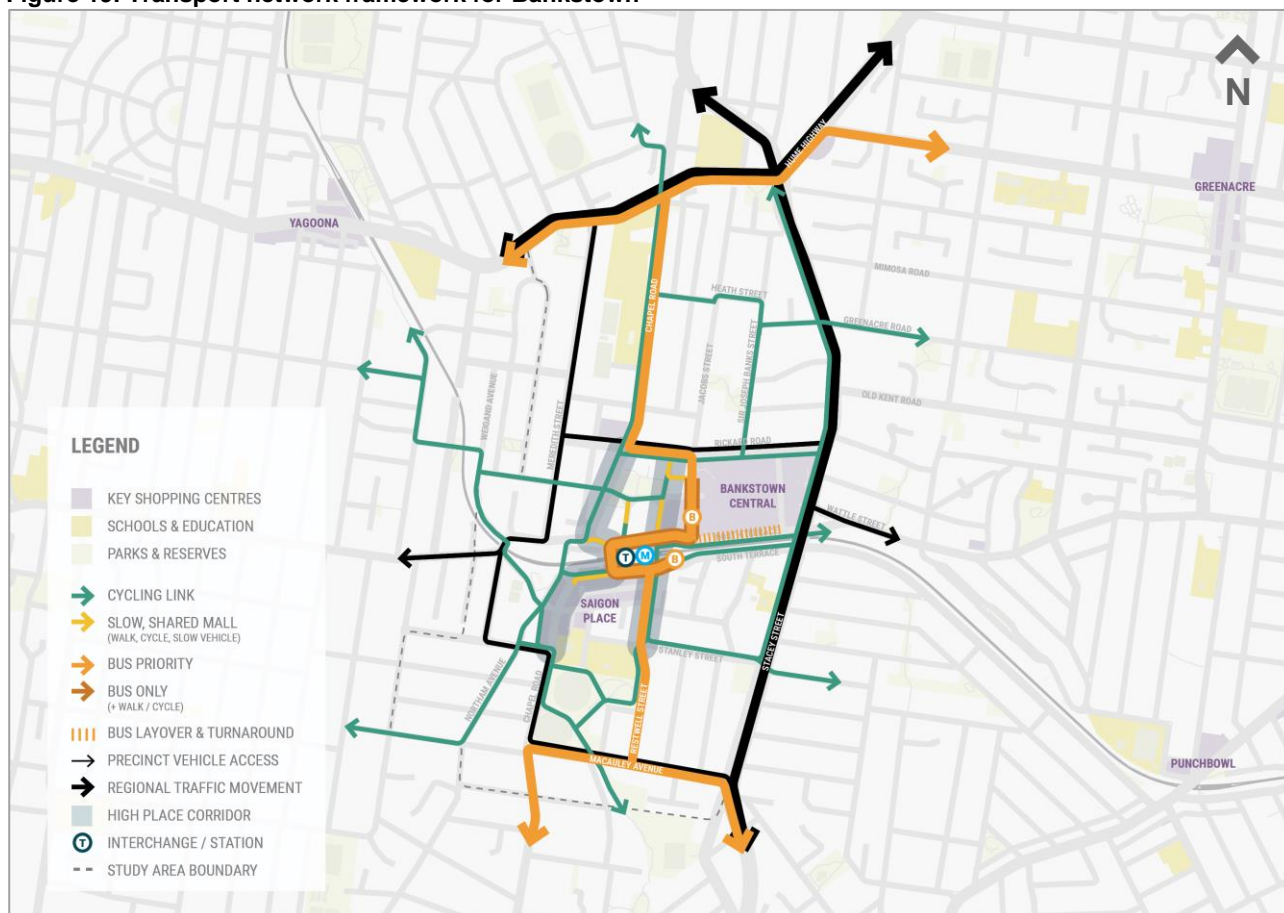 Figure 15: Transport network framework for Bankstown
N
HUME HIGHWAY
GREENACRE
YAGOONA
MIMOSA ROAD
HEATH STREET
CHAPEL ROAD
GREENACRE ROAD
SIR JOSEPH BANKS STREET
JACOBS STREET
WEIGAND AVENUE
OLD KENT ROAD
MEREDITH STREET
RICKARD ROAD
BANKSTOWN
CENTRAL
WATTLE STREET
B
T
M
B
SOUTH TERRACE
SAIGON
PLACE
STANLEY STREET
STACEY STREET
NORTHAM AVENUE
CHAPEL ROAD
RESTWELL STREET
MACAULEY AVENUE
PUNCHBOWL
LEGEND
KEY SHOPPING CENTRES
SCHOOLS & EDUCATION
PARKS & RESERVES
CYCLING LINK
SLOW, SHARED MALL
(WALK, CYCLE, SLOW VEHICLE)
BUS PRIORITY
BUS ONLY
(+ WALK / CYCLE)
BUS LAYOVER & TURNAROUND
PRECINCT VEHICLE ACCESS
REGIONAL TRAFFIC MOVEMENT
HIGH PLACE CORRIDOR
T INTERCHANGE / STATION
STUDY AREA BOUNDARY